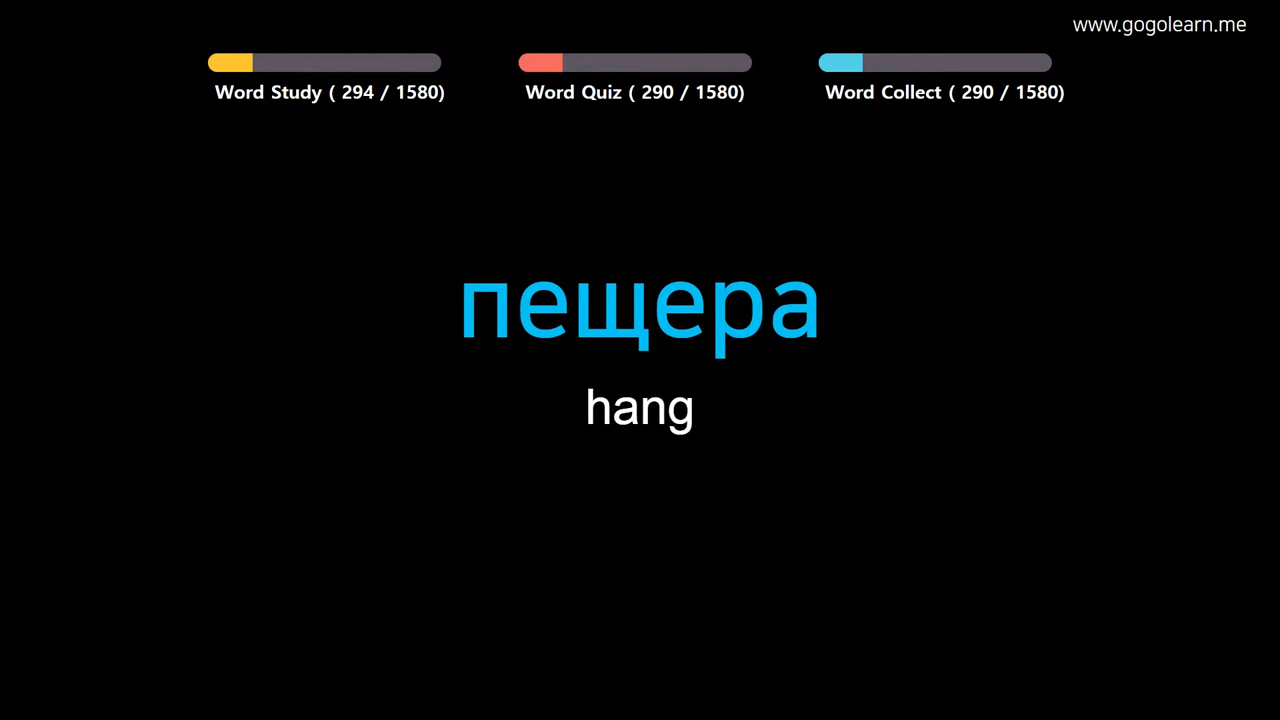 www.gogolearn.me
Word Study ( 294 / 1580)
Word Quiz ( 290 / 1580)
Word Collect ( 290 / 1580)
пещера
hang